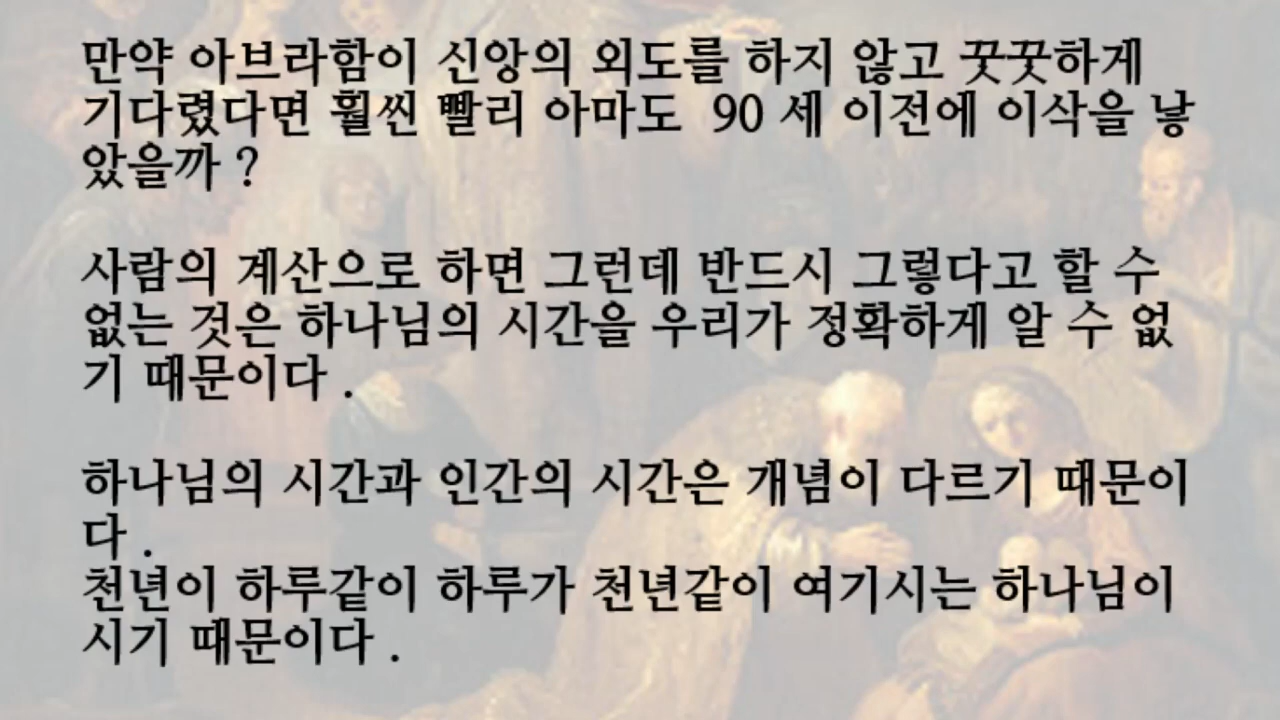 만약 아브라함이 신앙의 외도를 하지 않고 꿋꿋하게
기다렸다면 훨씬 빨리 아마도 90 세 이전에 이삭을 낳
았을까 ?
사람의 계산으로 하면 그런데 반드시 그렇다고 할 수
없는 것은 하나님의 시간을 우리가 정확하게 알 수 없
기 때문이다 .
하나님의 시간과 인간의 시간은 개념이 다르기 때문이
다 .
천년이 하루같이 하루가 천년같이 여기시는 하나님이
시기 때문이다 .